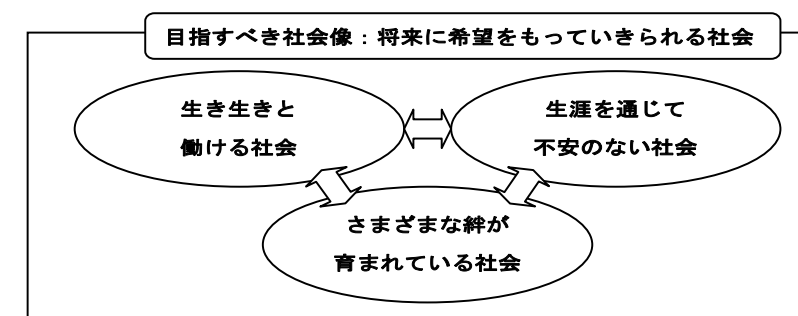 目指すべき社会像：将来に希望をもっていきられる社会
生き生きと
働ける社会
生涯を通じて
不安のない社会
さまざまな絆が
育まれている社会